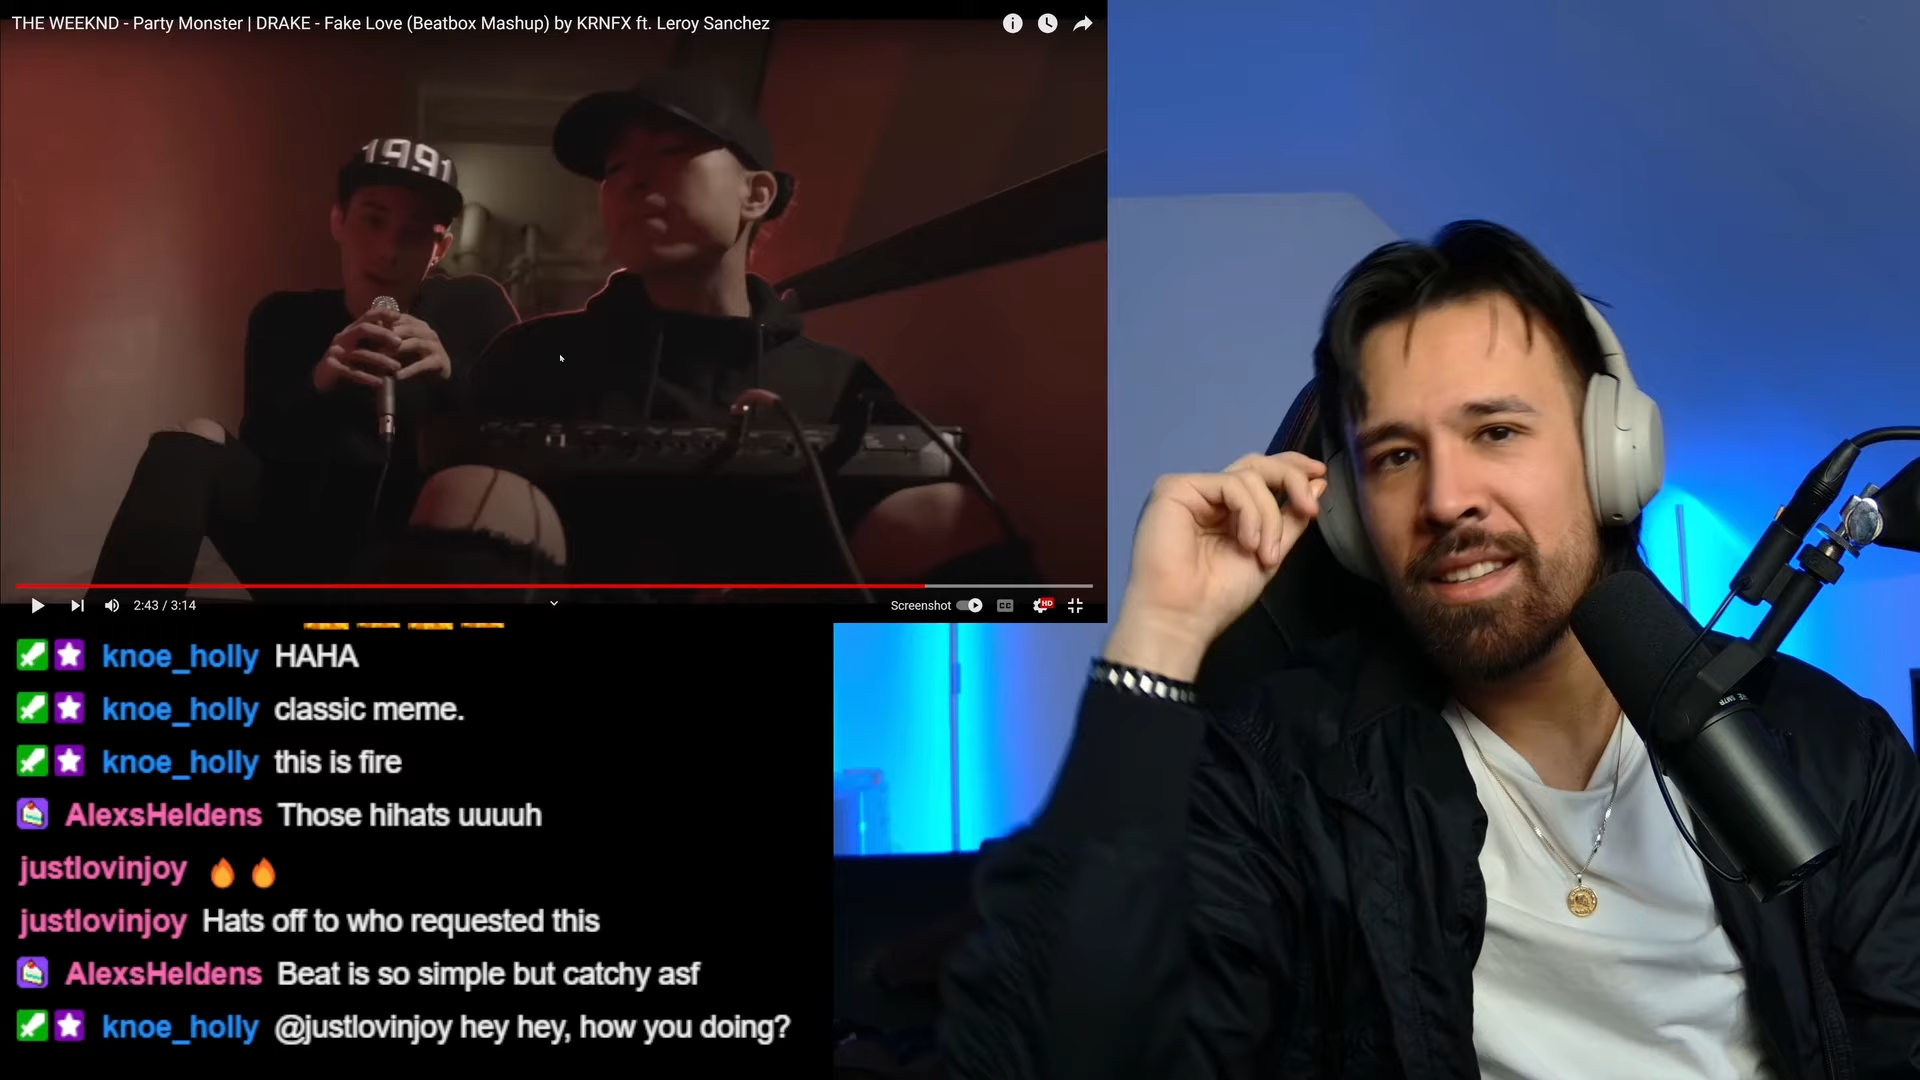 THE WEEKND - Party Monster | DRAKE - Fake Love (Beatbox Mashup) by KRNFX ft. Leroy Sanchez
1991
2:43 / 3:14
Screenshot
CC
HD
knoe_holly HAHA
knoe_holly classic meme.
knoe_holly this is fire
AlexsHeldens Those hihats uuuuh
justlovinjoy 🔥 🔥
justlovinjoy Hats off to who requested this
AlexsHeldens Beat is so simple but catchy asf
knoe_holly @justlovinjoy hey hey, how you doing?